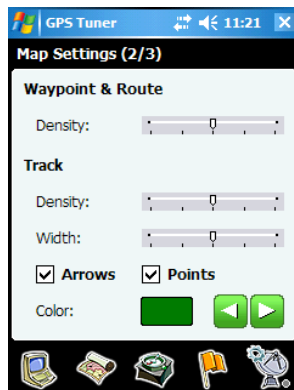 GPS Tuner 11:21
Map Settings (2/3)
Waypoint & Route
Density:
Track
Density:
Width:
Arrows Points
Color: